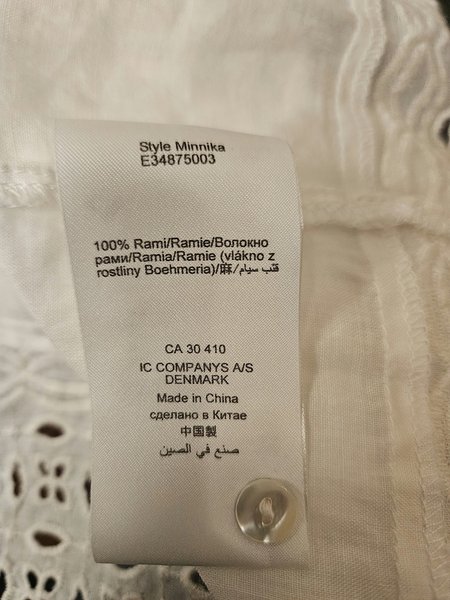 Style Minnika
E34875003
100% Rami/Ramie/Волокно
рами/Ramia/Ramie (vlákno z
rostliny Boehmeria)/麻/قنب سيام
CA 30 410
IC COMPANYS A/S
DENMARK
Made in China
сделано в Китае
中国製
صنع في الصين